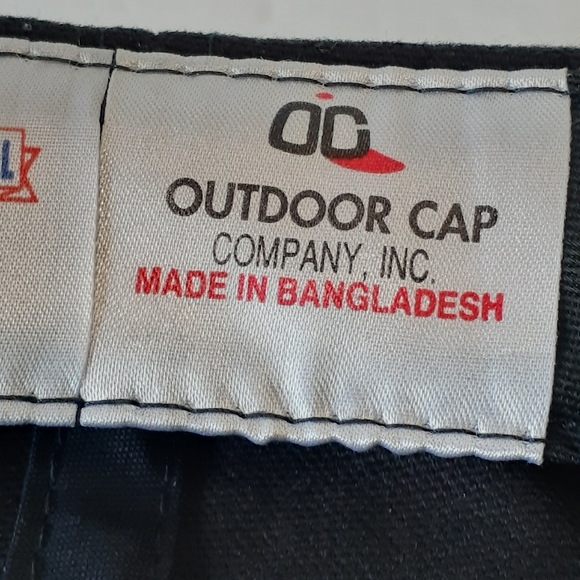 OC
OUTDOOR CAP
COMPANY, INC.
MADE IN BANGLADESH
L